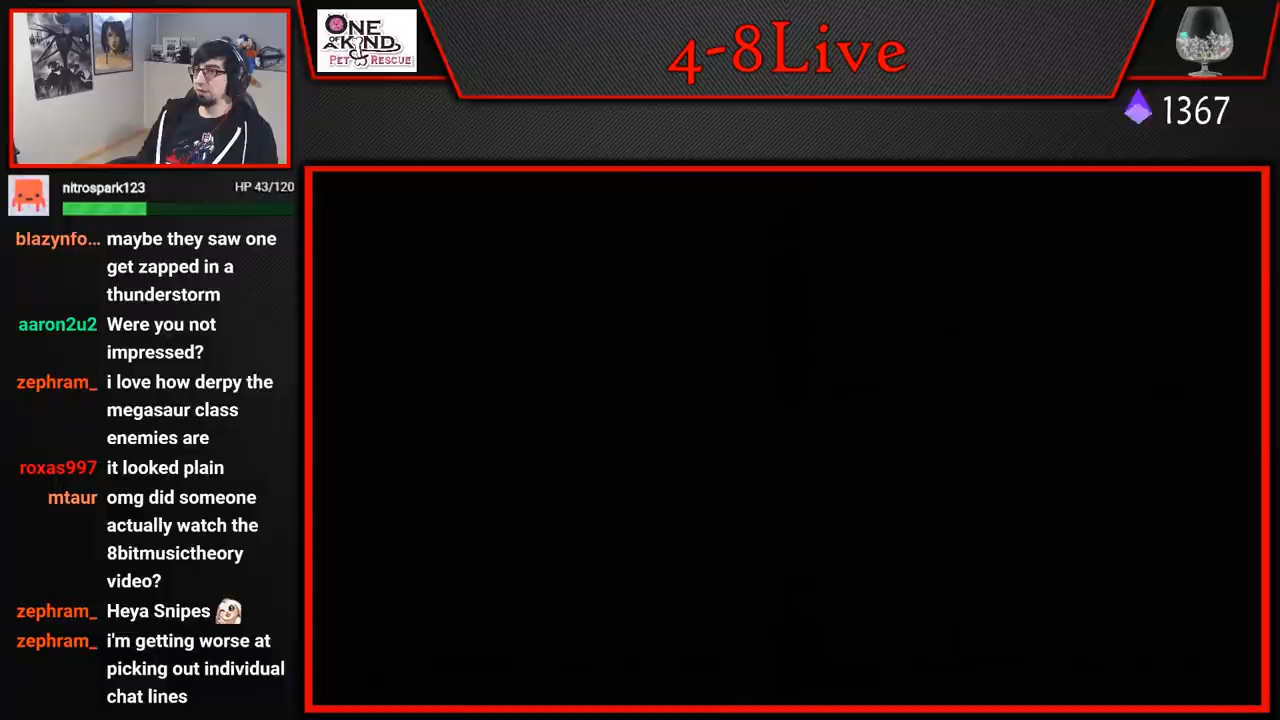 ONE
OF
A KIND
PET RESCUE
4-8Live
1367
nitrospark123 HP 43/120
blazynfo... maybe they saw one
get zapped in a
thunderstorm
aaron2u2 Were you not
impressed?
zephram_ i love how derpy the
megasaur class
enemies are
roxas997 it looked plain
mtaur omg did someone
actually watch the
8bitmusictheory
video?
zephram_ Heya Snipes
zephram_ i'm getting worse at
picking out individual
chat lines